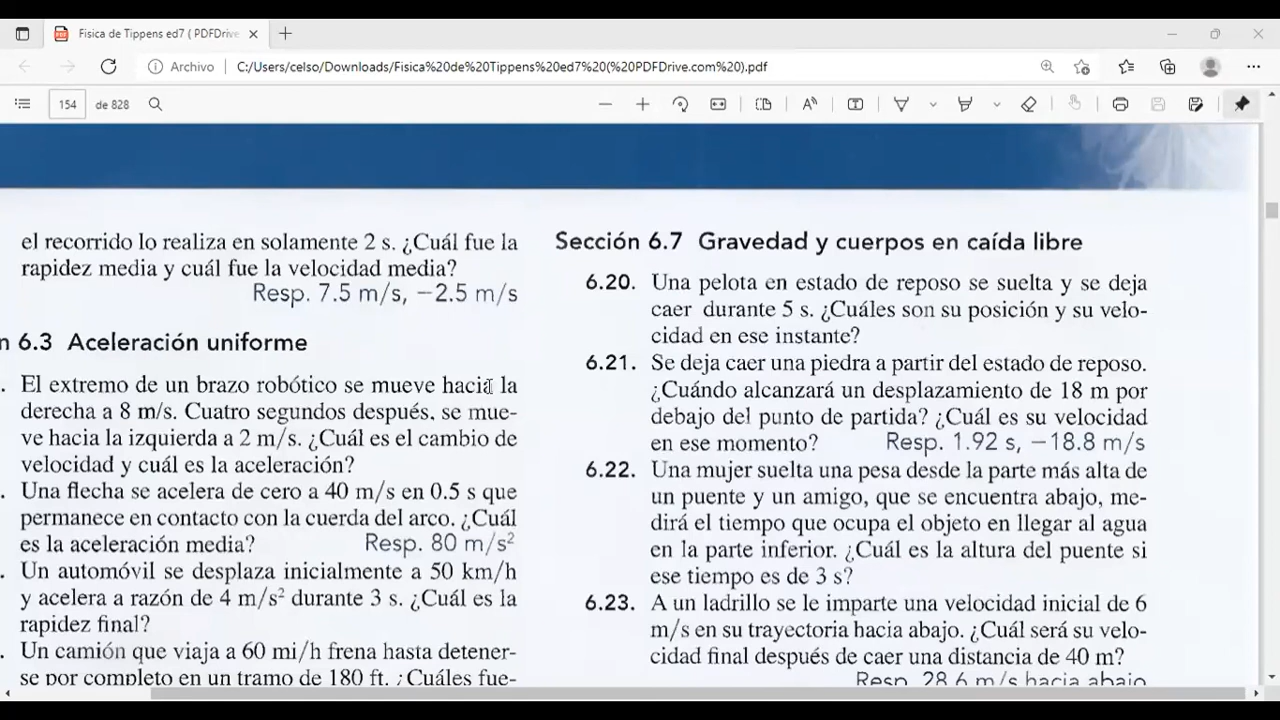 Fisica de Tippens ed7 ( PDFDrive
Archivo
C:/Users/celso/Downloads/Fisica%20de%20Tippens%20ed7%20(%20PDFDrive.com%20).pdf
154 de 828
el recorrido lo realiza en solamente 2 s. ¿Cuál fue la
rapidez media y cuál fue la velocidad media?
Resp. 7.5 m/s, −2.5 m/s
n 6.3 Aceleración uniforme
. El extremo de un brazo robótico se mueve hacia la
derecha a 8 m/s. Cuatro segundos después, se mue-
ve hacia la izquierda a 2 m/s. ¿Cuál es el cambio de
velocidad y cuál es la aceleración?
. Una flecha se acelera de cero a 40 m/s en 0.5 s que
permanece en contacto con la cuerda del arco. ¿Cuál
es la aceleración media? Resp. 80 m/s²
. Un automóvil se desplaza inicialmente a 50 km/h
y acelera a razón de 4 m/s² durante 3 s. ¿Cuál es la
rapidez final?
. Un camión que viaja a 60 mi/h frena hasta detener-
se por completo en un tramo de 180 ft. ¿Cuáles fue-
Sección 6.7 Gravedad y cuerpos en caída libre
6.20. Una pelota en estado de reposo se suelta y se deja
caer durante 5 s. ¿Cuáles son su posición y su velo-
cidad en ese instante?
6.21. Se deja caer una piedra a partir del estado de reposo.
¿Cuándo alcanzará un desplazamiento de 18 m por
debajo del punto de partida? ¿Cuál es su velocidad
en ese momento? Resp. 1.92 s, −18.8 m/s
6.22. Una mujer suelta una pesa desde la parte más alta de
un puente y un amigo, que se encuentra abajo, me-
dirá el tiempo que ocupa el objeto en llegar al agua
en la parte inferior. ¿Cuál es la altura del puente si
ese tiempo es de 3 s?
6.23. A un ladrillo se le imparte una velocidad inicial de 6
m/s en su trayectoria hacia abajo. ¿Cuál será su velo-
cidad final después de caer una distancia de 40 m?
Resp. 28.6 m/s hacia abajo